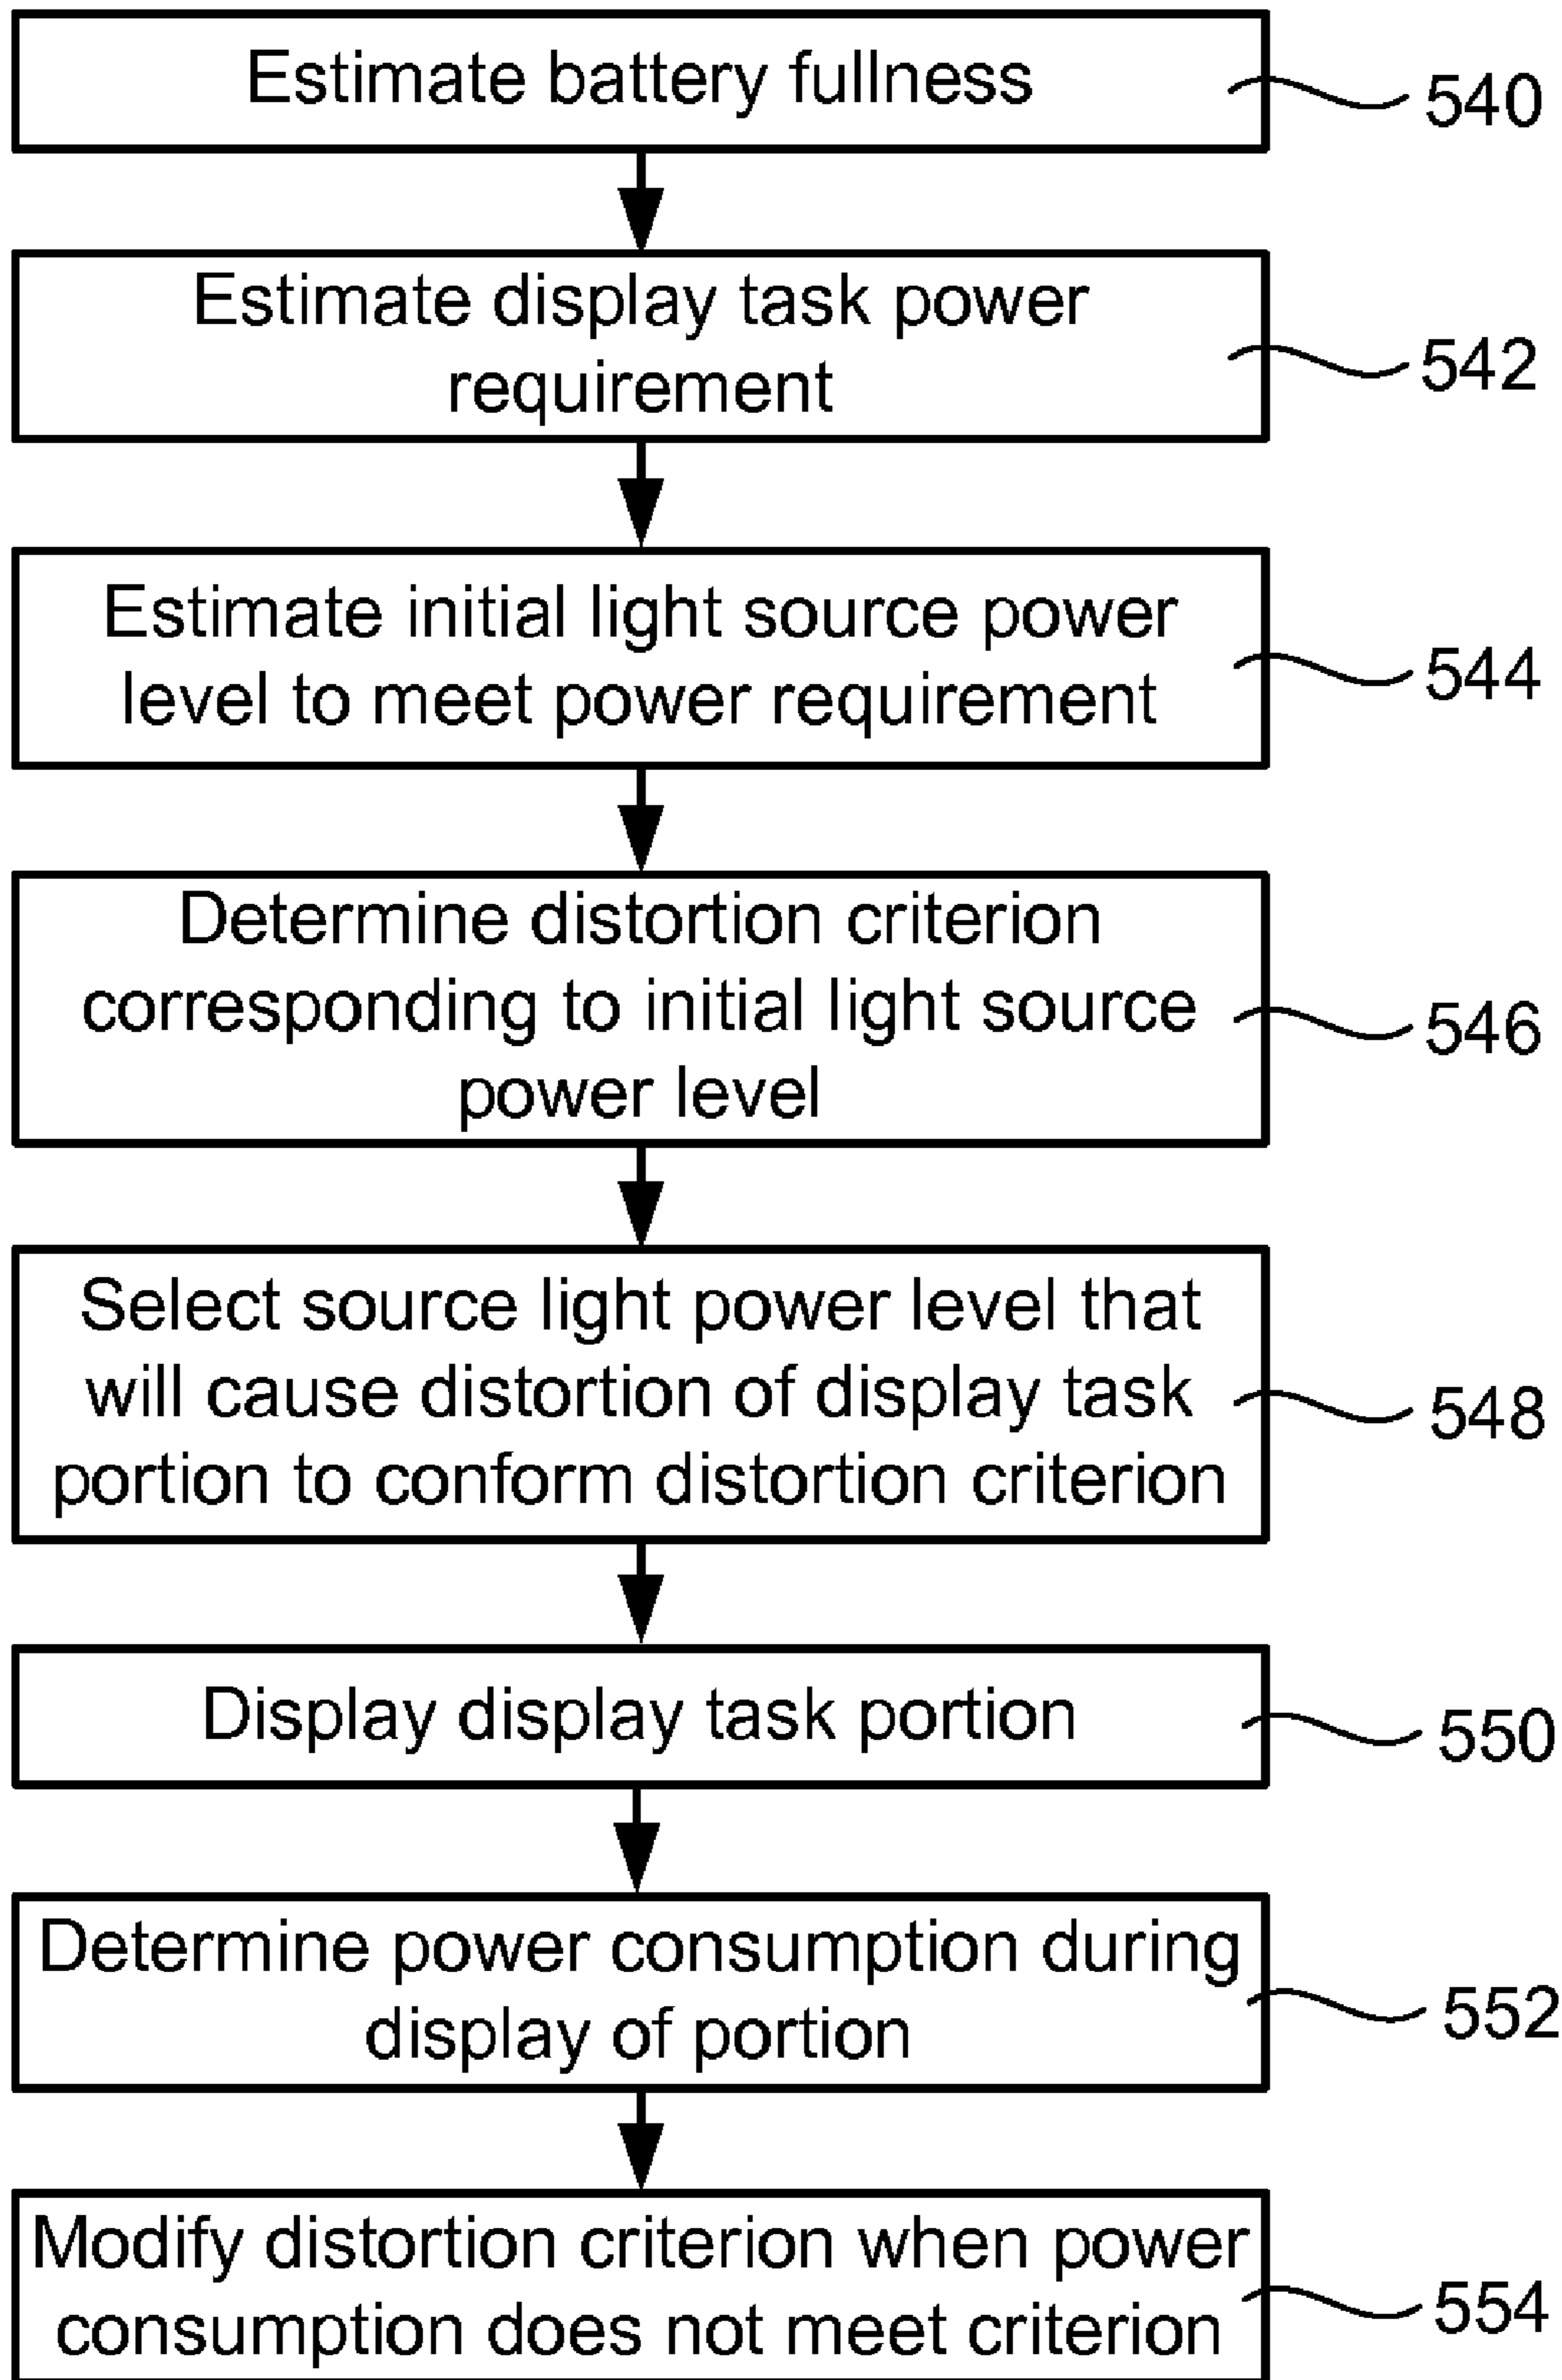 Estimate battery fullness
540
Estimate display task power
requirement
542
Estimate initial light source power
level to meet power requirement
544
Determine distortion criterion
corresponding to initial light source
power level
546
Select source light power level that
will cause distortion of display task
portion to conform distortion criterion
548
Display display task portion
550
Determine power consumption during
display of portion
552
Modify distortion criterion when power
consumption does not meet criterion
554